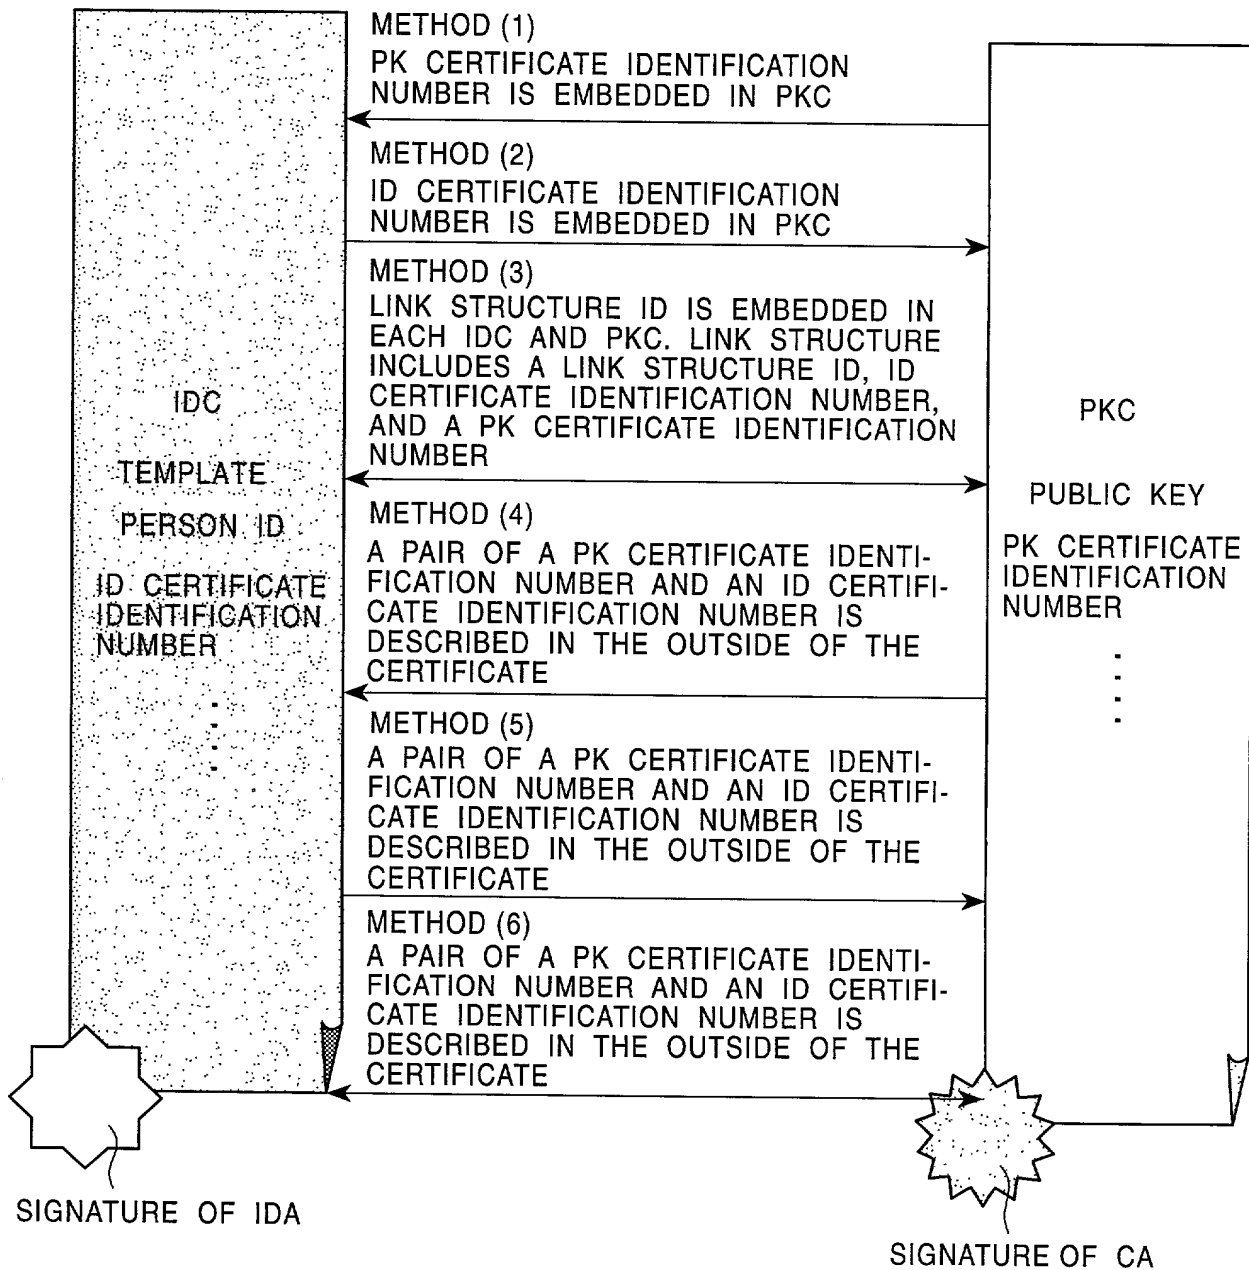 METHOD (1)
PK CERTIFICATE IDENTIFICATION
NUMBER IS EMBEDDED IN PKC
METHOD (2)
ID CERTIFICATE IDENTIFICATION
NUMBER IS EMBEDDED IN PKC
METHOD (3)
LINK STRUCTURE ID IS EMBEDDED IN
EACH IDC AND PKC. LINK STRUCTURE
INCLUDES A LINK STRUCTURE ID, ID
CERTIFICATE IDENTIFICATION NUMBER,
AND A PK CERTIFICATE IDENTIFICATION
NUMBER
METHOD (4)
A PAIR OF A PK CERTIFICATE IDENTI-
FICATION NUMBER AND AN ID CERTIFI-
CATE IDENTIFICATION NUMBER IS
DESCRIBED IN THE OUTSIDE OF THE
CERTIFICATE
METHOD (5)
A PAIR OF A PK CERTIFICATE IDENTI-
FICATION NUMBER AND AN ID CERTIFI-
CATE IDENTIFICATION NUMBER IS
DESCRIBED IN THE OUTSIDE OF THE
CERTIFICATE
METHOD (6)
A PAIR OF A PK CERTIFICATE IDENTI-
FICATION NUMBER AND AN ID CERTIFI-
CATE IDENTIFICATION NUMBER IS
DESCRIBED IN THE OUTSIDE OF THE
CERTIFICATE
IDC
TEMPLATE
PERSON ID
ID CERTIFICATE
IDENTIFICATION
NUMBER
PKC
PUBLIC KEY
PK CERTIFICATE
IDENTIFICATION
NUMBER
SIGNATURE OF IDA
SIGNATURE OF CA